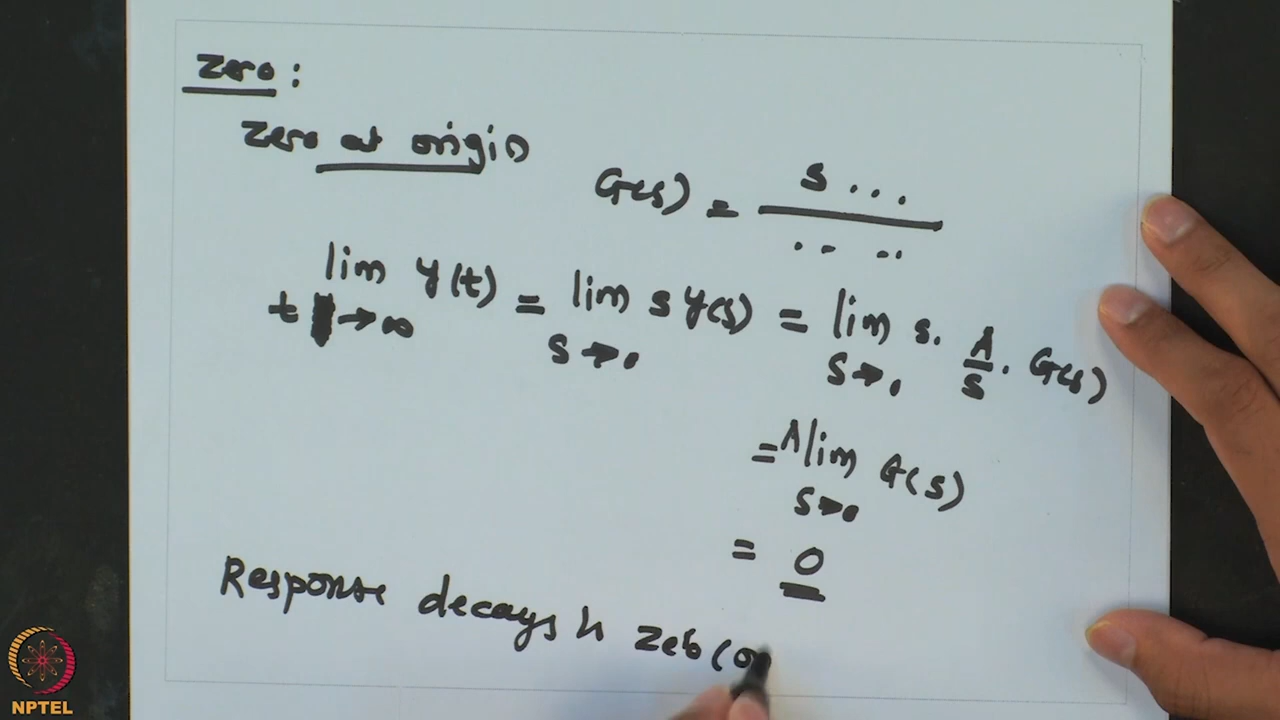 Zero :
Zero at origin
G(s) = s ... / .. ..
lim t→∞ y(t) = lim s→0 s Y(s) = lim s→0 s. A/s . G(s)
= A lim s→0 G(s)
= 0
Response decays to zero (o
NPTEL